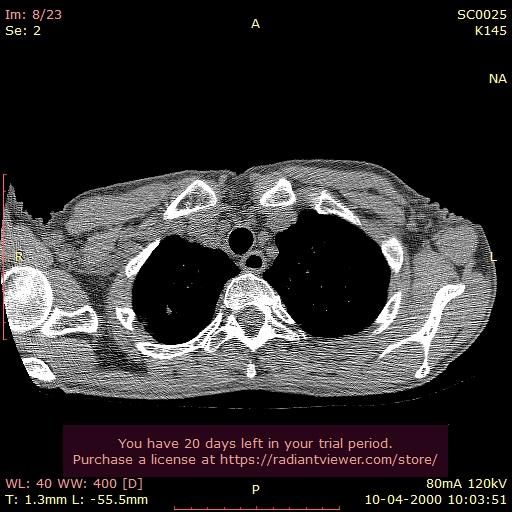 Im: 8/23
Se: 2
A
SC0025
K145
NA
R
L
You have 20 days left in your trial period.
Purchase a license at https://radiantviewer.com/store/
WL: 40 WW: 400 [D]
T: 1.3mm L: -55.5mm
P
80mA 120kV
10-04-2000 10:03:51